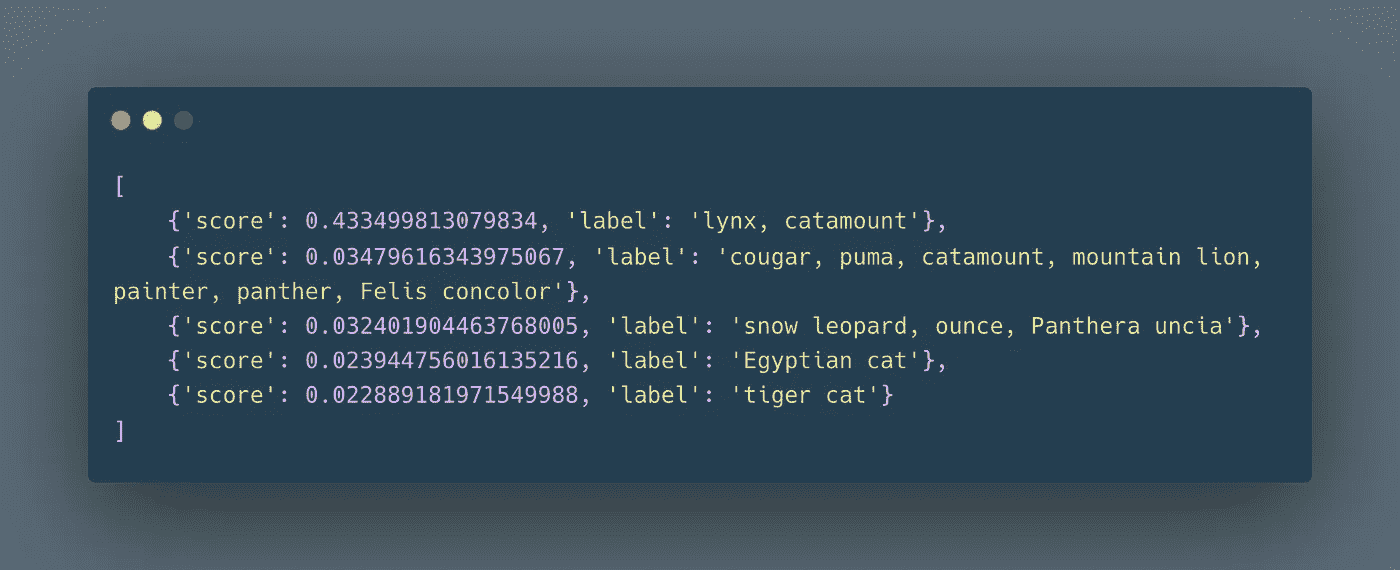 [
{'score': 0.433499813079834, 'label': 'lynx, catamount'},
{'score': 0.03479616343975067, 'label': 'cougar, puma, catamount, mountain lion,
painter, panther, Felis concolor'},
{'score': 0.032401904463768005, 'label': 'snow leopard, ounce, Panthera uncia'},
{'score': 0.023944756016135216, 'label': 'Egyptian cat'},
{'score': 0.022889181971549988, 'label': 'tiger cat'}
]